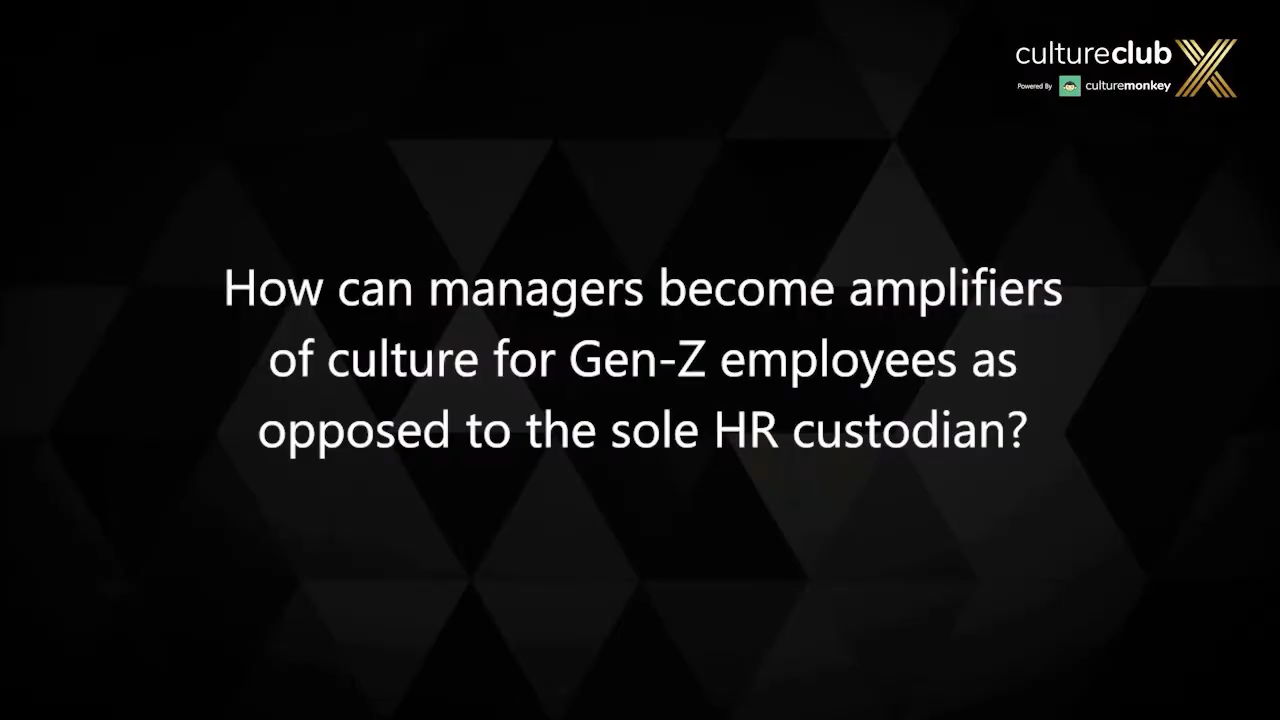 cultureclub
Powered By culturemonkey
How can managers become amplifiers
of culture for Gen-Z employees as
opposed to the sole HR custodian?